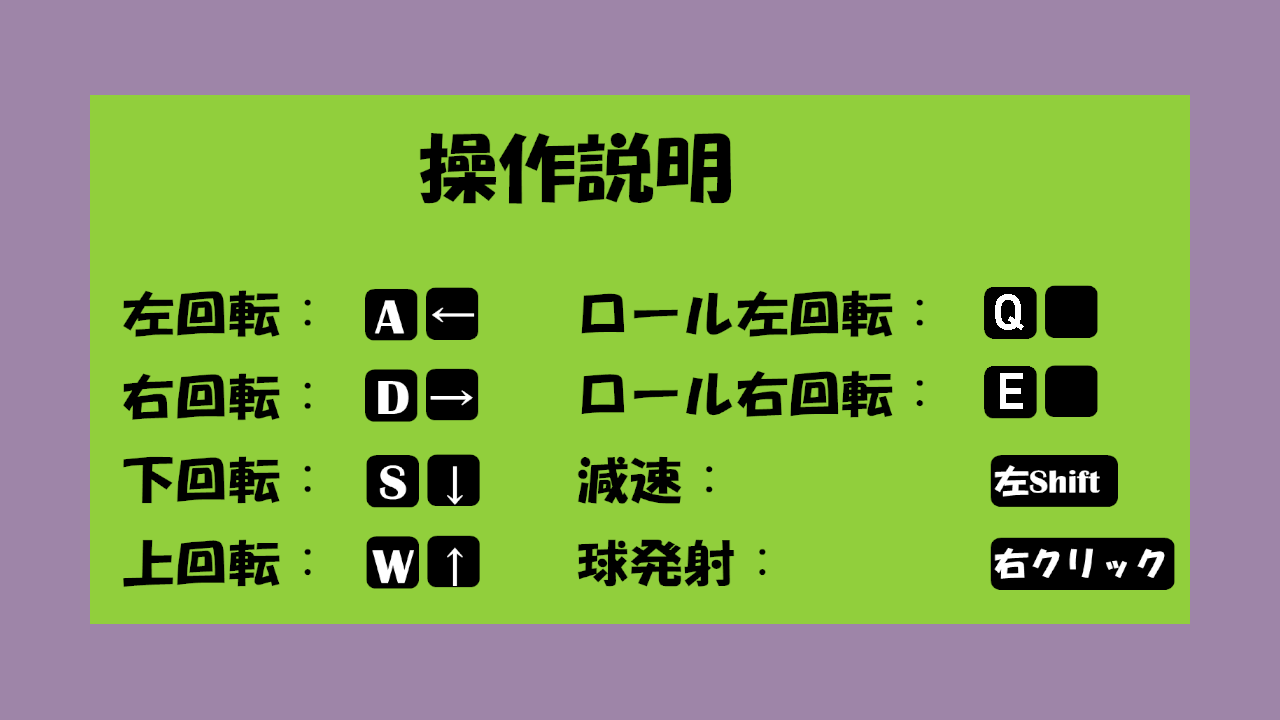 操作説明
左回転： A ← ロール左回転： Q
右回転： D → ロール右回転： E
下回転： S ↓ 減速： 左Shift
上回転： W ↑ 球発射： 右クリック